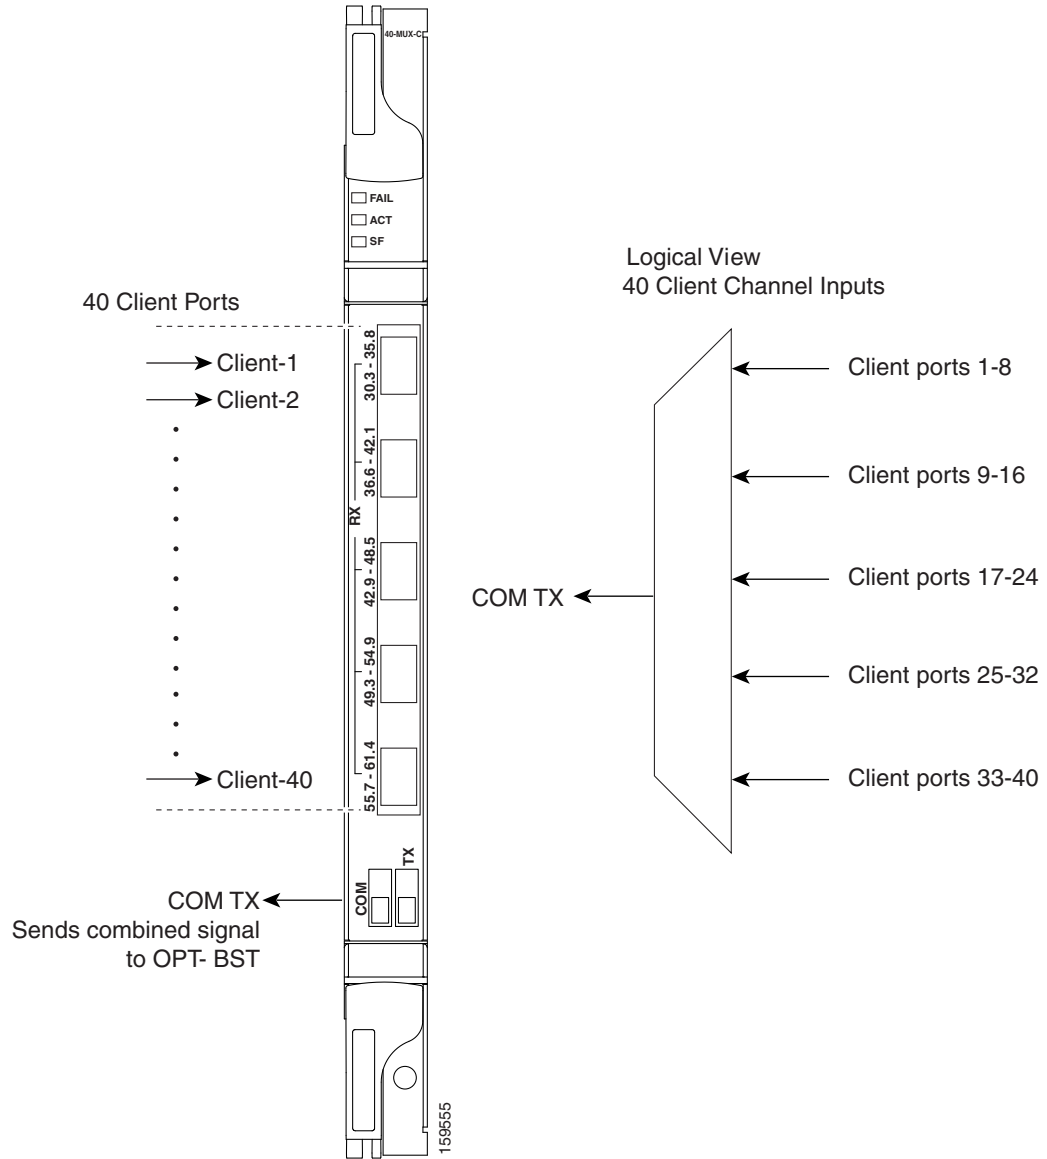 40-MUX-C
FAIL
ACT
SF
Logical View
40 Client Channel Inputs
40 Client Ports
Client-1
Client-2
Client-40
30.3 - 35.8
36.6 - 42.1
RX
42.9 - 48.5
49.3 - 54.9
55.7 - 61.4
Client ports 1-8
Client ports 9-16
Client ports 17-24
COM TX
Client ports 25-32
Client ports 33-40
TX
COM
COM TX
Sends combined signal
to OPT- BST
159555